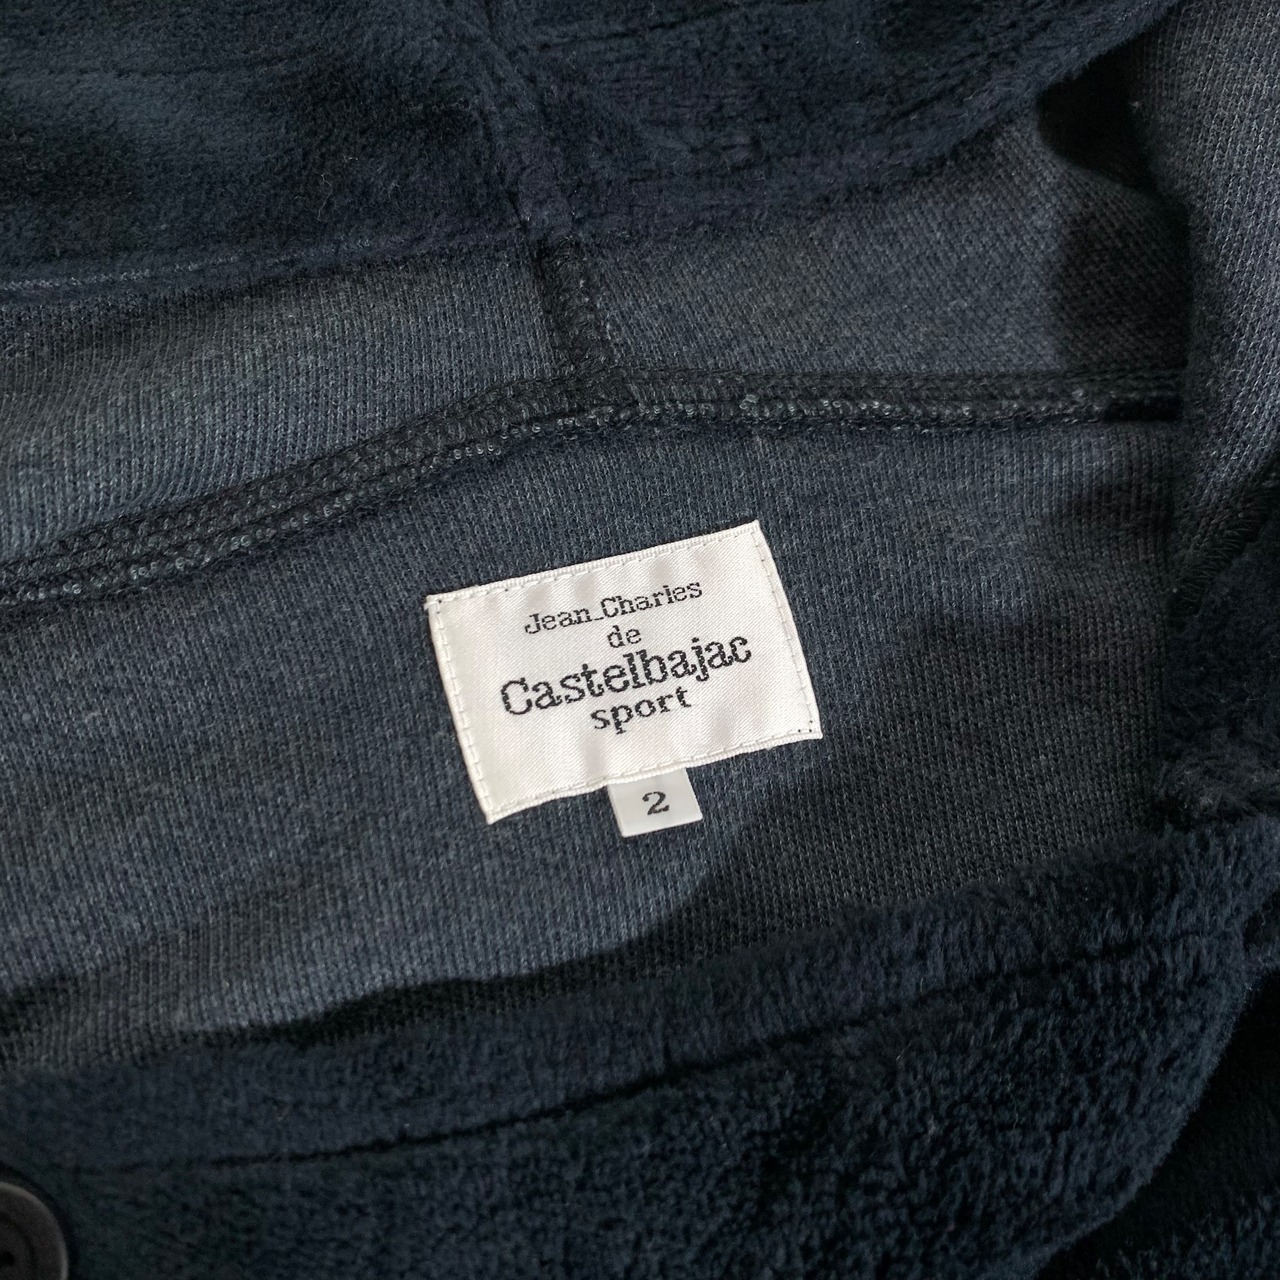 Jean_Charles
de
Castelbajac
sport
2